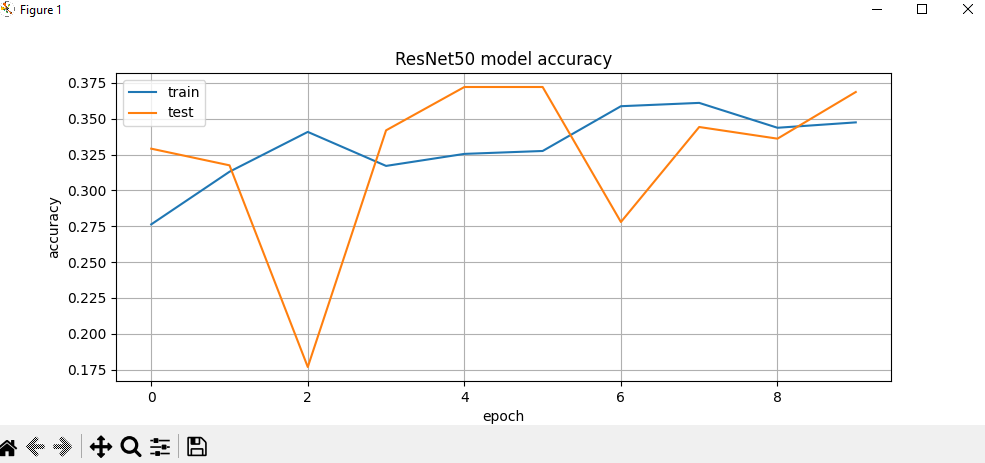 Figure 1
ResNet50 model accuracy
train
test
accuracy
0.375
0.350
0.325
0.300
0.275
0.250
0.225
0.200
0.175
0 2 4 6 8
epoch